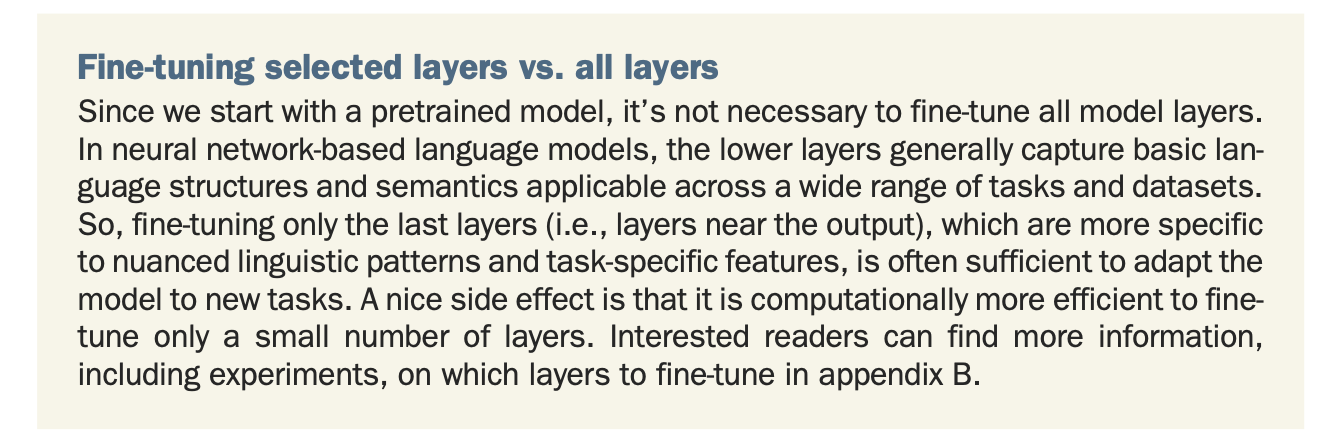 Fine-tuning selected layers vs. all layers
Since we start with a pretrained model, it’s not necessary to fine-tune all model layers.
In neural network-based language models, the lower layers generally capture basic lan-
guage structures and semantics applicable across a wide range of tasks and datasets.
So, fine-tuning only the last layers (i.e., layers near the output), which are more specific
to nuanced linguistic patterns and task-specific features, is often sufficient to adapt the
model to new tasks. A nice side effect is that it is computationally more efficient to fine-
tune only a small number of layers. Interested readers can find more information,
including experiments, on which layers to fine-tune in appendix B.